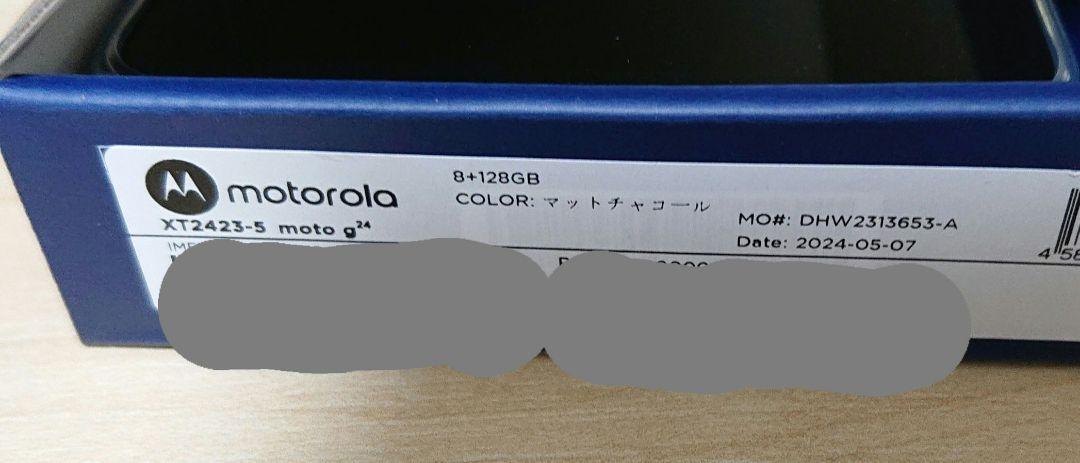 motorola
XT2423-5 moto g24
8+128GB
COLOR: マットチャコール
MO#: DHW2313653-A
Date: 2024-05-07